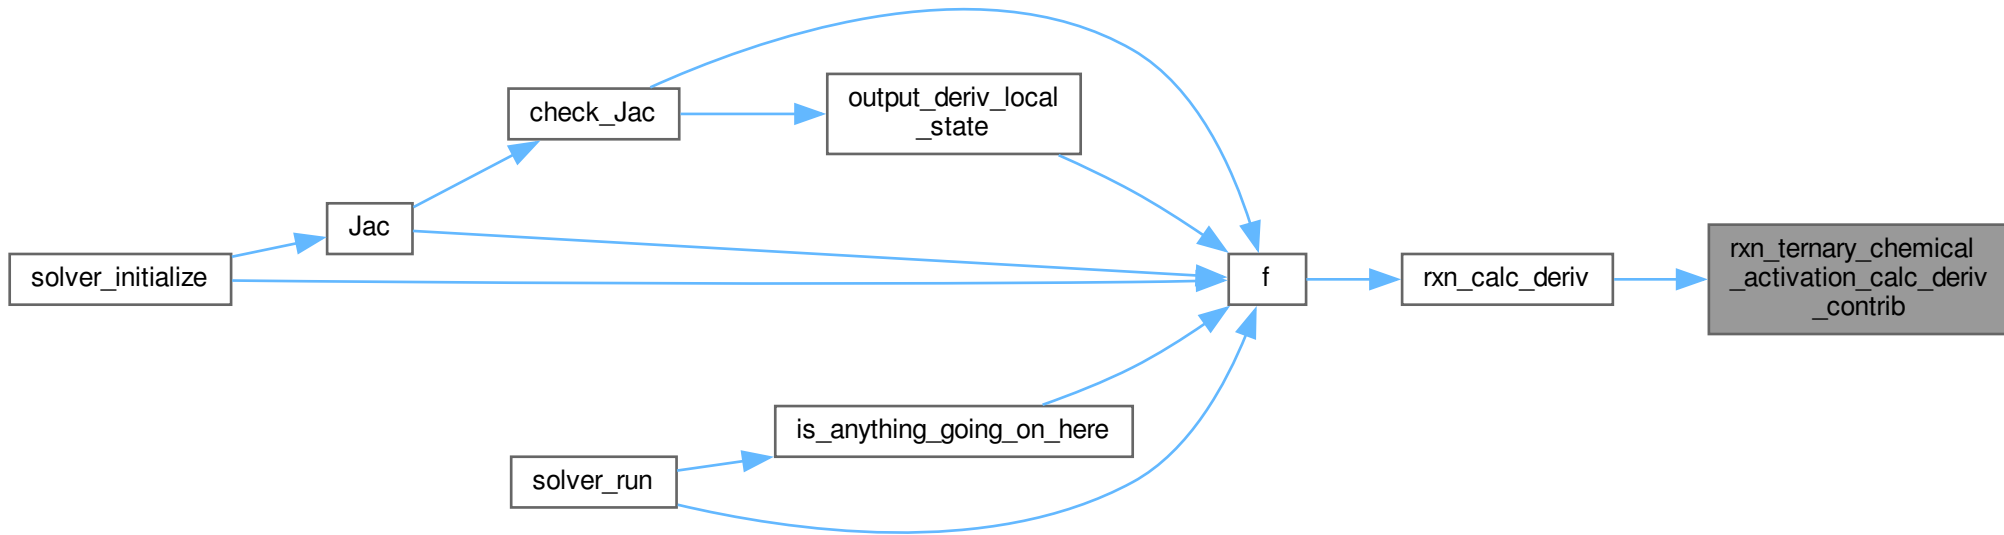 check_Jac
output_deriv_local
_state
Jac
solver_initialize
f
rxn_calc_deriv
rxn_ternary_chemical
_activation_calc_deriv
_contrib
is_anything_going_on_here
solver_run